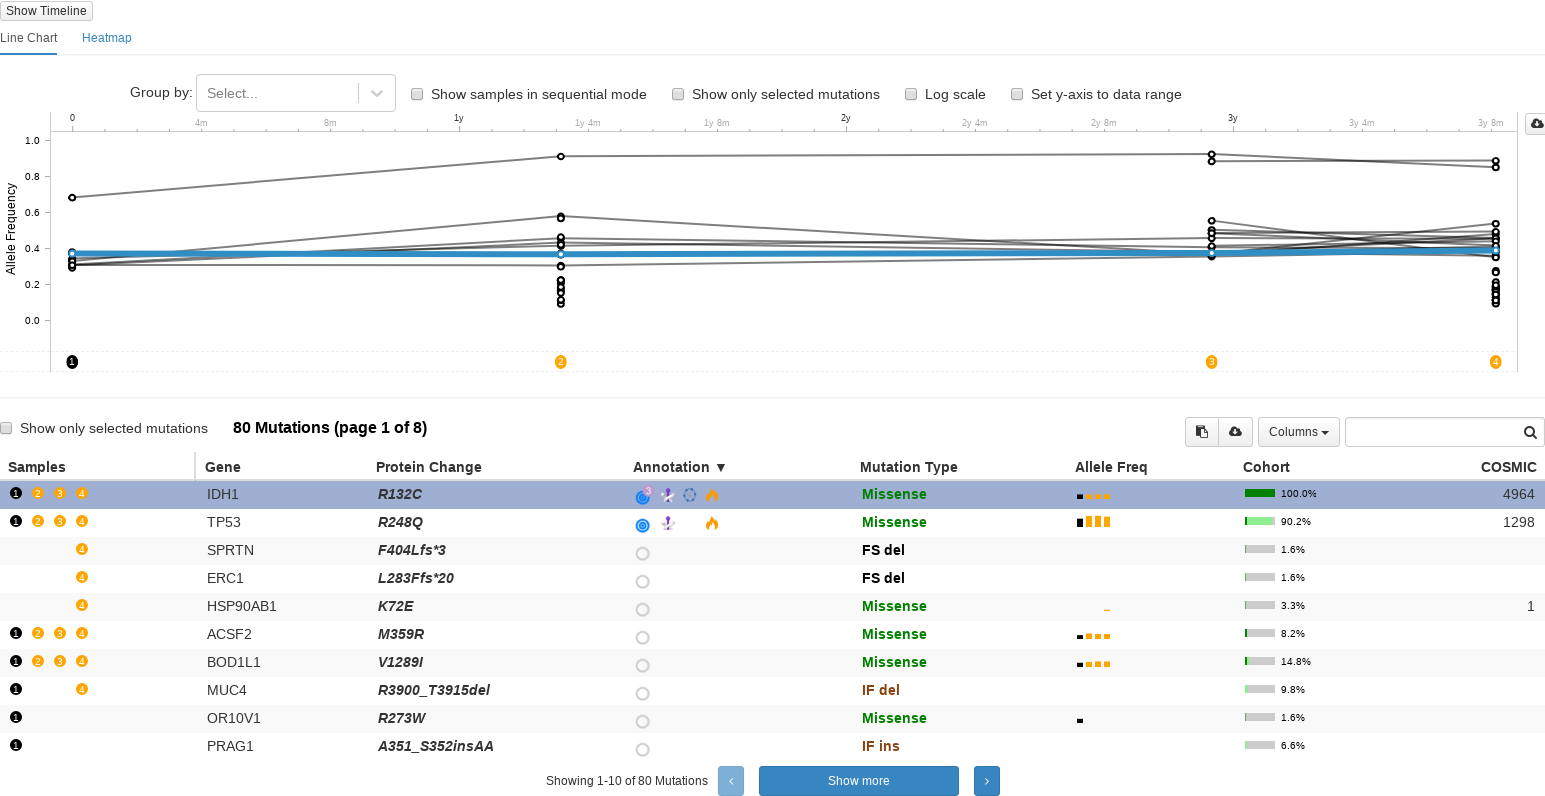 Show Timeline
Line Chart Heatmap
Group by: Select... Show samples in sequential mode Show only selected mutations Log scale Set y-axis to data range
0 4m 8m 1y 1y 4m 1y 8m 2y 2y 4m 2y 8m 3y 3y 4m 3y 8m
1.0
0.8
0.6
0.4
0.2
0.0
Allele Frequency
1 2 3 4
Show only selected mutations 80 Mutations (page 1 of 8) Columns
Samples Gene Protein Change Annotation ▼ Mutation Type Allele Freq Cohort COSMIC
1 2 3 4 IDH1 R132C 3 Missense 100.0% 4964
1 2 3 4 TP53 R248Q Missense 90.2% 1298
4 SPRTN F404Lfs*3 FS del 1.6%
4 ERC1 L283Ffs*20 FS del 1.6%
4 HSP90AB1 K72E Missense 3.3% 1
1 2 3 4 ACSF2 M359R Missense 8.2%
1 2 3 4 BOD1L1 V1289I Missense 14.8%
1 4 MUC4 R3900_T3915del IF del 9.8%
1 OR10V1 R273W Missense 1.6%
1 PRAG1 A351_S352insAA IF ins 6.6%
Showing 1-10 of 80 Mutations ‹ Show more ›